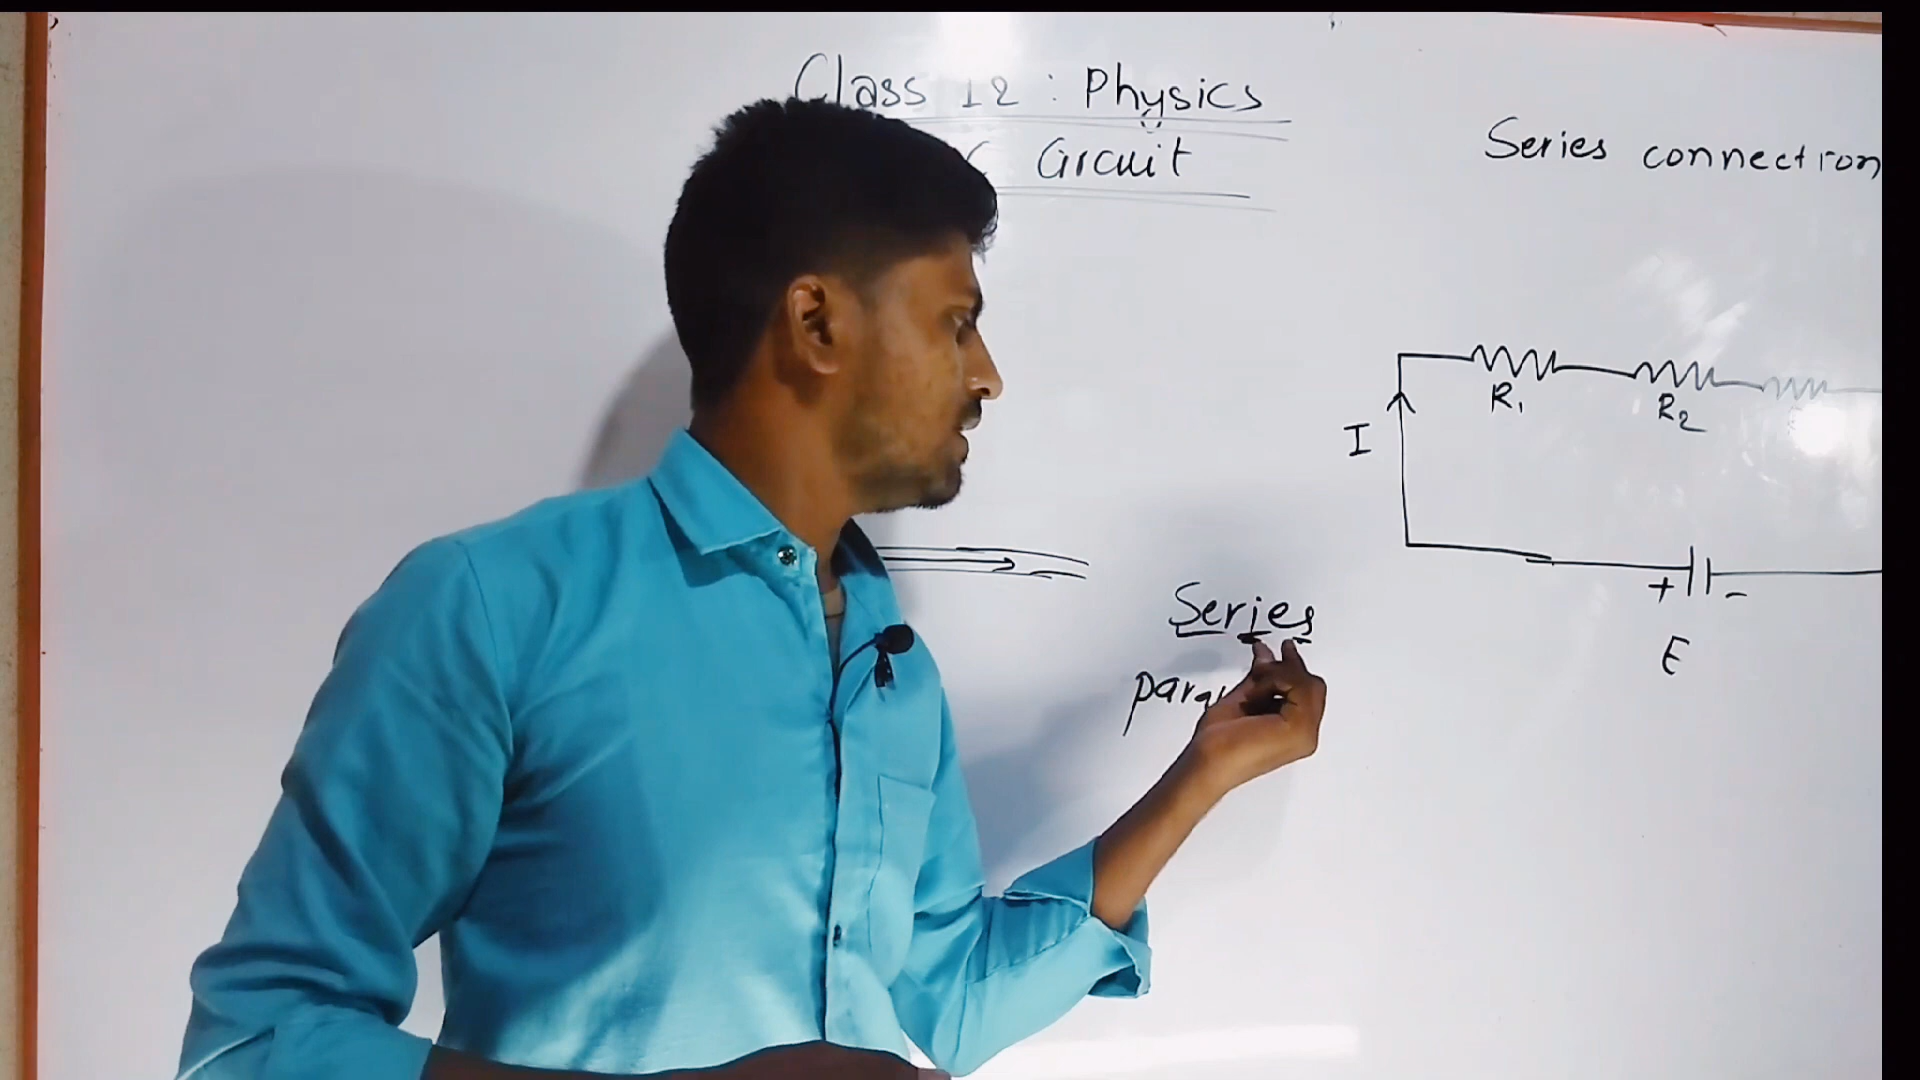 Class 12 : Physics
C Circuit
Series connection
R1
R2
I
+ -
E
Series